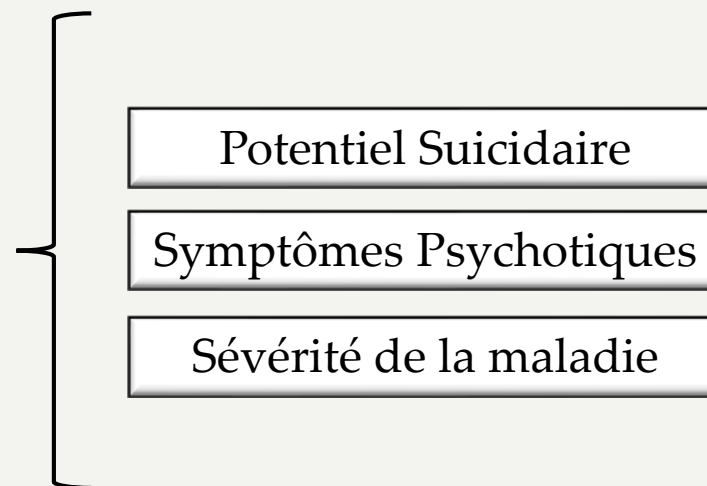 Potentiel Suicidaire
Symptômes Psychotiques
Sévérité de la maladie